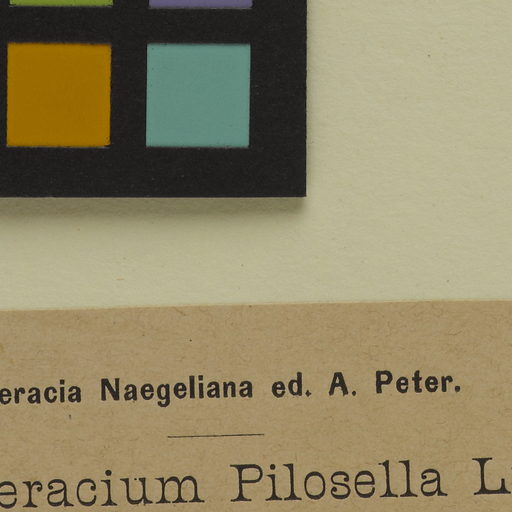 eracia Naegeliana ed. A. Peter.
eracium Pilosella L